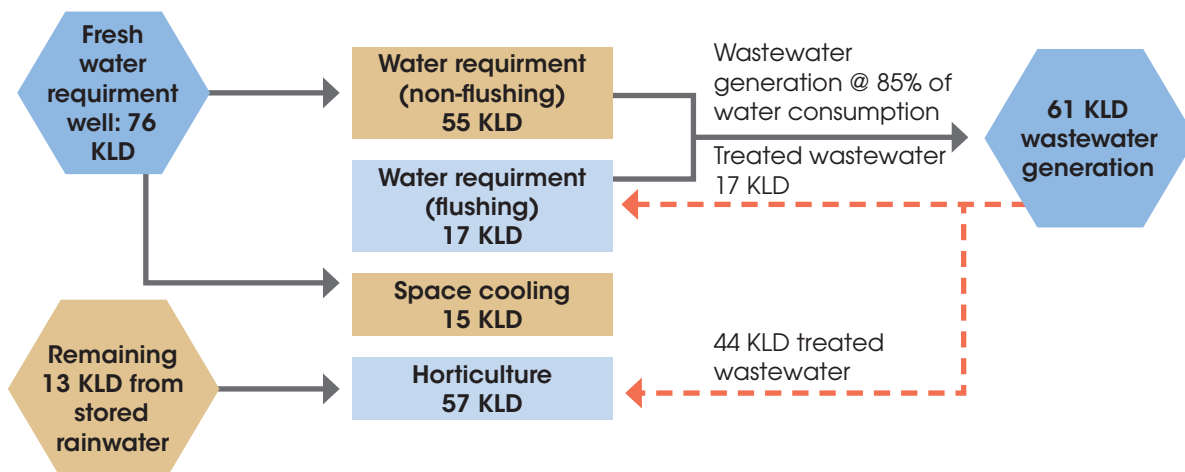 Fresh
water
requirment
well: 76
KLD
Water requirment
(non-flushing)
55 KLD
Wastewater
generation @ 85% of
water consumption
61 KLD
wastewater
generation
Water requirment
(flushing)
17 KLD
Treated wastewater
17 KLD
Space cooling
15 KLD
Remaining
13 KLD from
stored
rainwater
Horticulture
57 KLD
44 KLD treated
wastewater